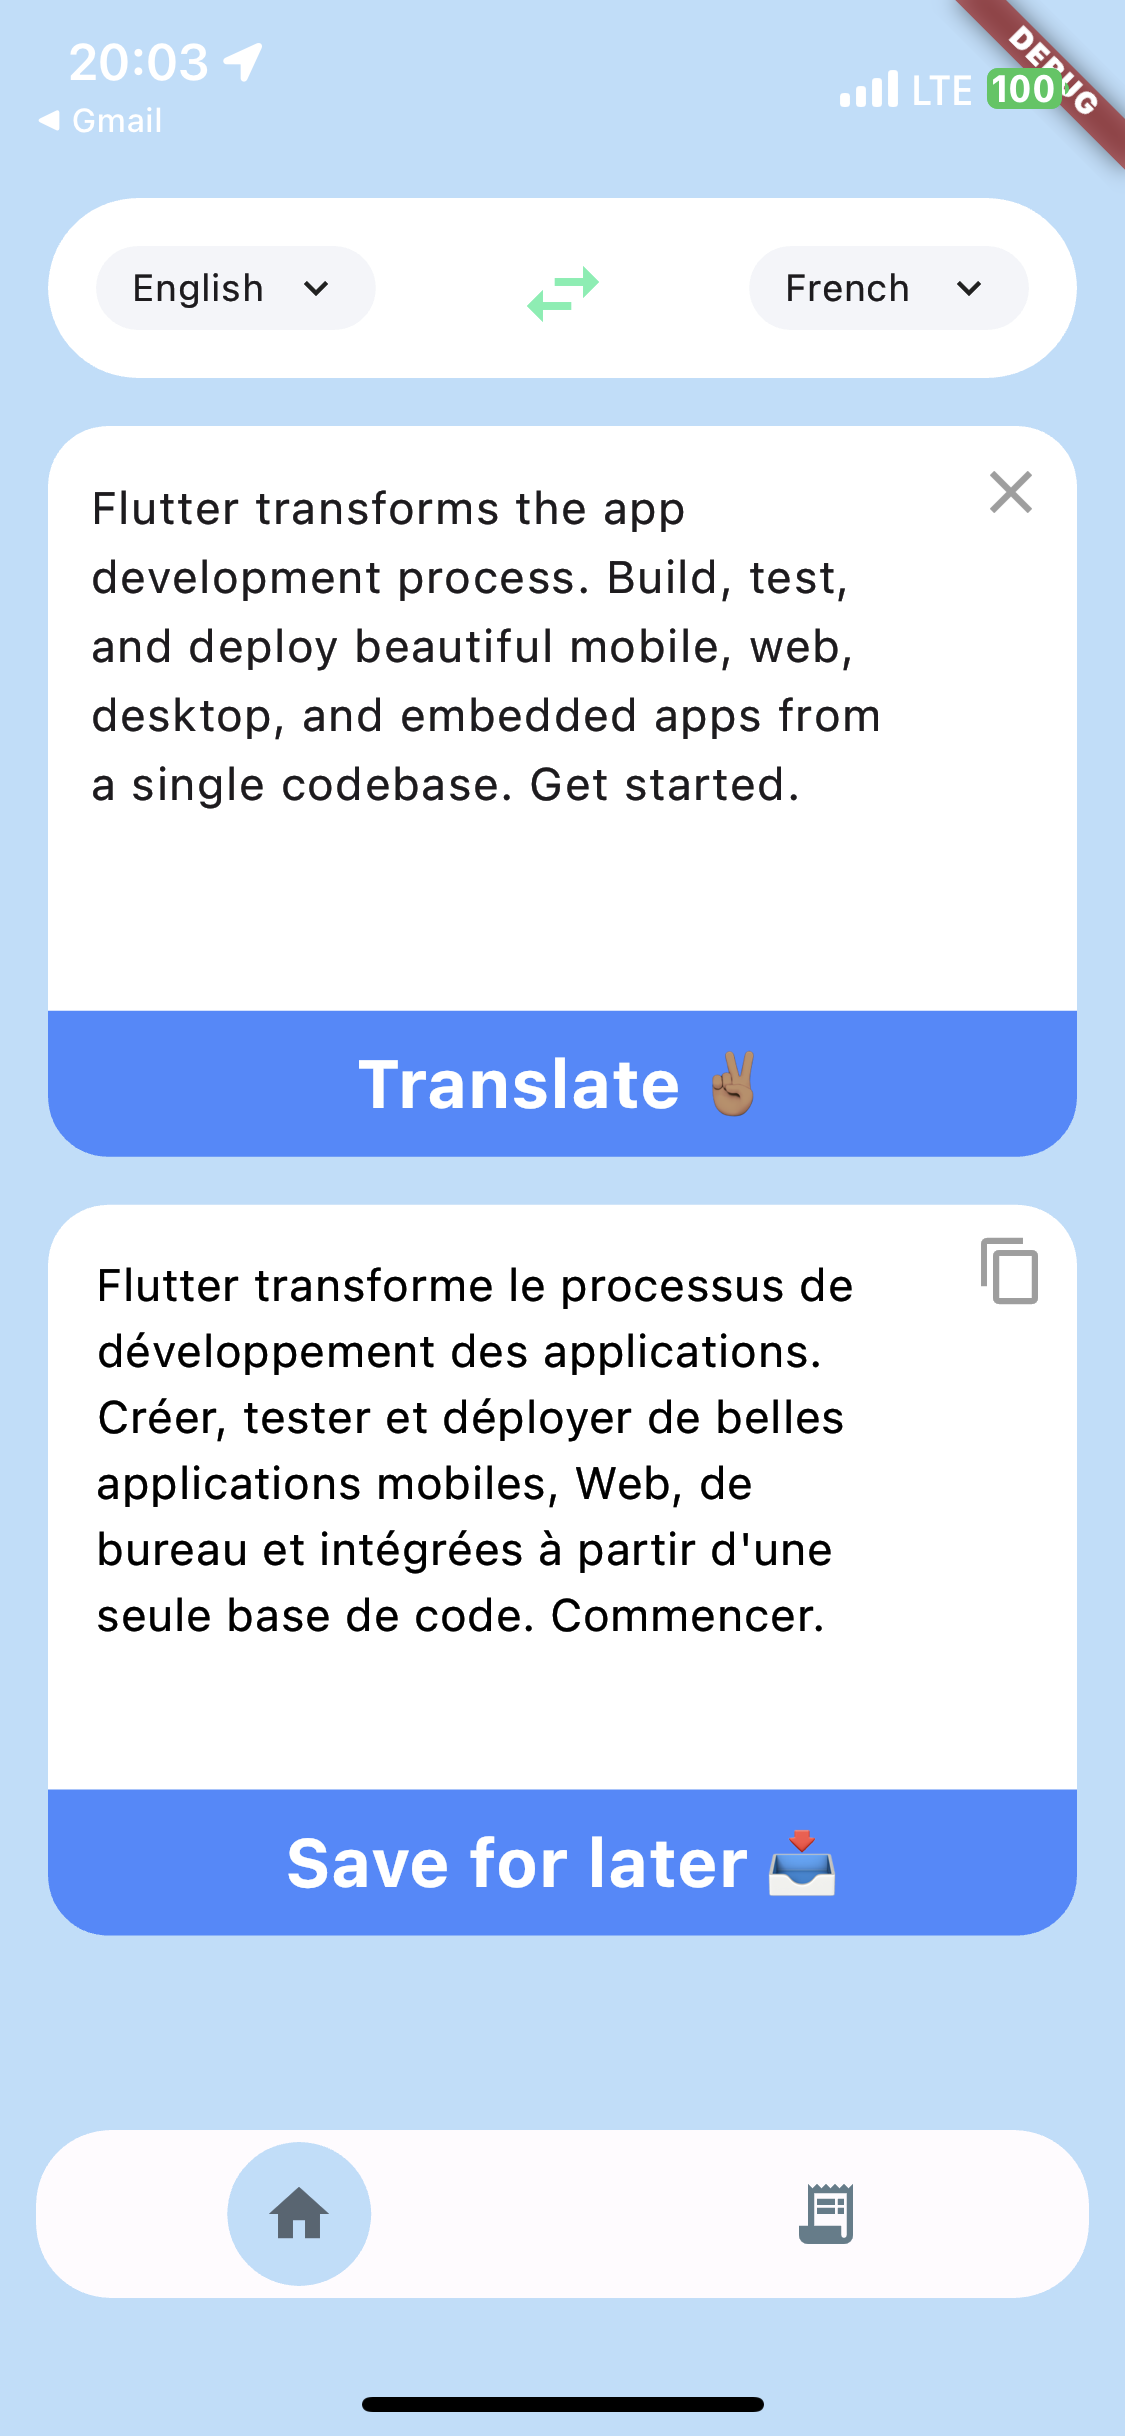 20:03
LTE 100
DEBUG
Gmail
English
French
Flutter transforms the app
development process. Build, test,
and deploy beautiful mobile, web,
desktop, and embedded apps from
a single codebase. Get started.
Translate ✌🏽
Flutter transforme le processus de
développement des applications.
Créer, tester et déployer de belles
applications mobiles, Web, de
bureau et intégrées à partir d'une
seule base de code. Commencer.
Save for later 📥